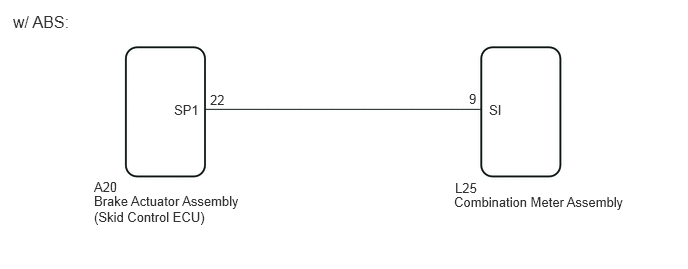 w/ ABS:
SP1
22
9
SI
A20
Brake Actuator Assembly
(Skid Control ECU)
L25
Combination Meter Assembly